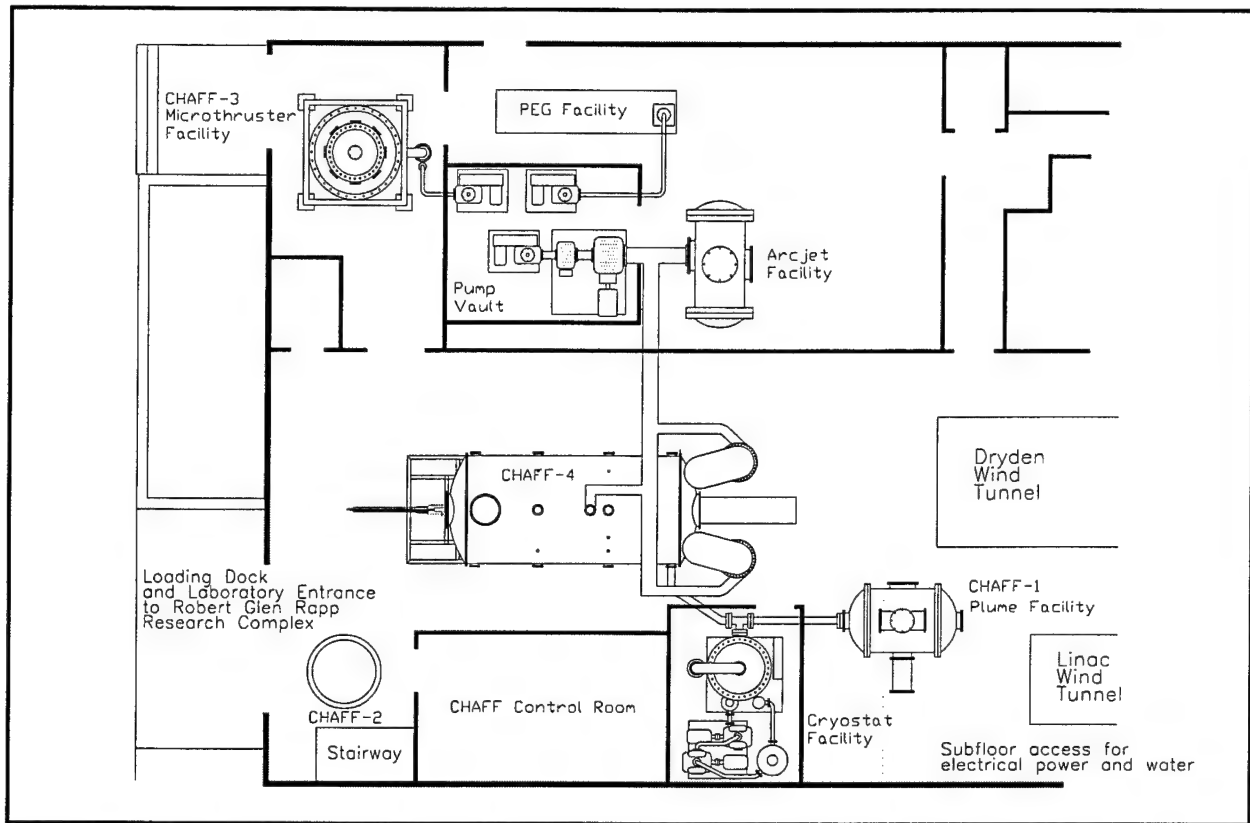 CHAFF-3
Microthruster
Facility
PEG Facility
Arcjet
Facility
Pump
Vault
CHAFF-4
Dryden
Wind
Tunnel
Loading Dock
and Laboratory Entrance
to Robert Glen Rapp
Research Complex
CHAFF-1
Plume Facility
Linac
Wind
Tunnel
CHAFF-2
CHAFF Control Room
Cryostat
Facility
Stairway
Subfloor access for
electrical power and water